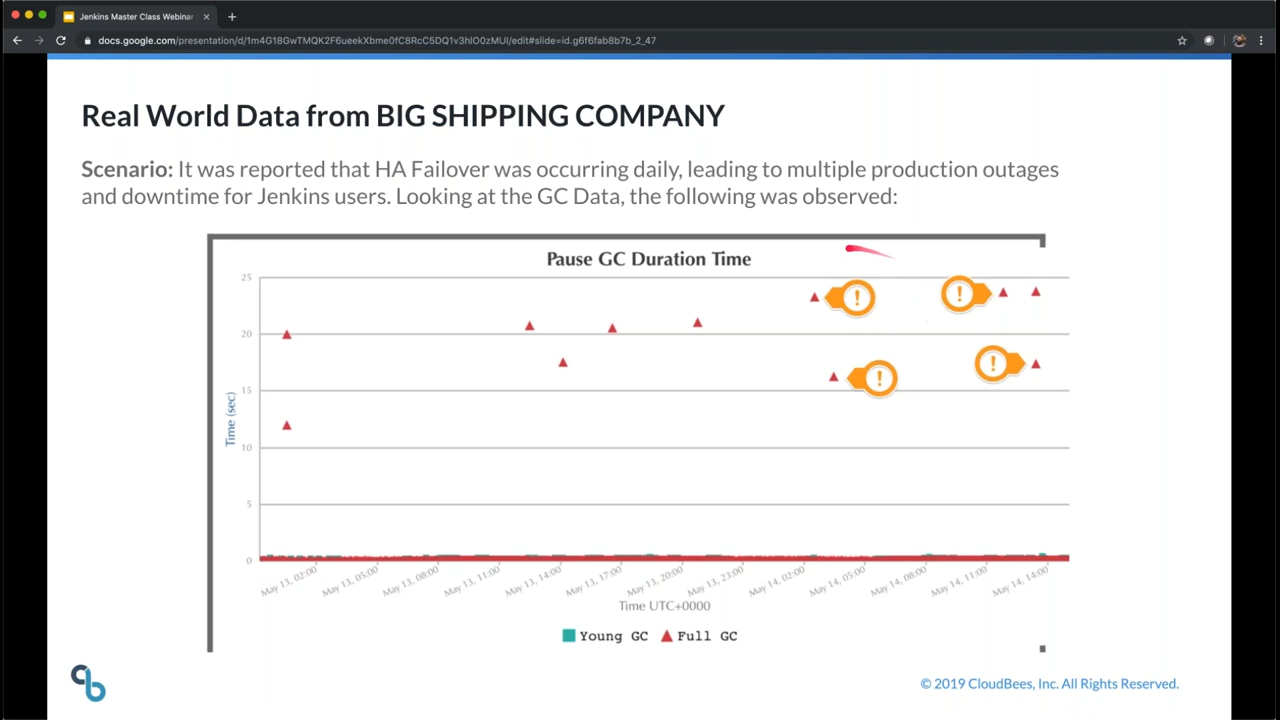 Jenkins Master Class Webinar
docs.google.com/presentation/d/1m4G18GwTMQK2F6ueekXbme0fC8RcC5DQ1v3hlO0zMUI/edit#slide=id.g6f6fab8b7b_2_47
Real World Data from BIG SHIPPING COMPANY
Scenario: It was reported that HA Failover was occurring daily, leading to multiple production outages
and downtime for Jenkins users. Looking at the GC Data, the following was observed:
Pause GC Duration Time
25
20
15
10
5
0
Time (sec)
! !
! !
May 13, 02:00 May 13, 05:00 May 13, 08:00 May 13, 11:00 May 13, 14:00 May 13, 17:00 May 13, 20:00 May 13, 23:00 May 14, 02:00 May 14, 05:00 May 14, 08:00 May 14, 11:00 May 14, 14:00
Time UTC+0000
Young GC Full GC
© 2019 CloudBees, Inc. All Rights Reserved.